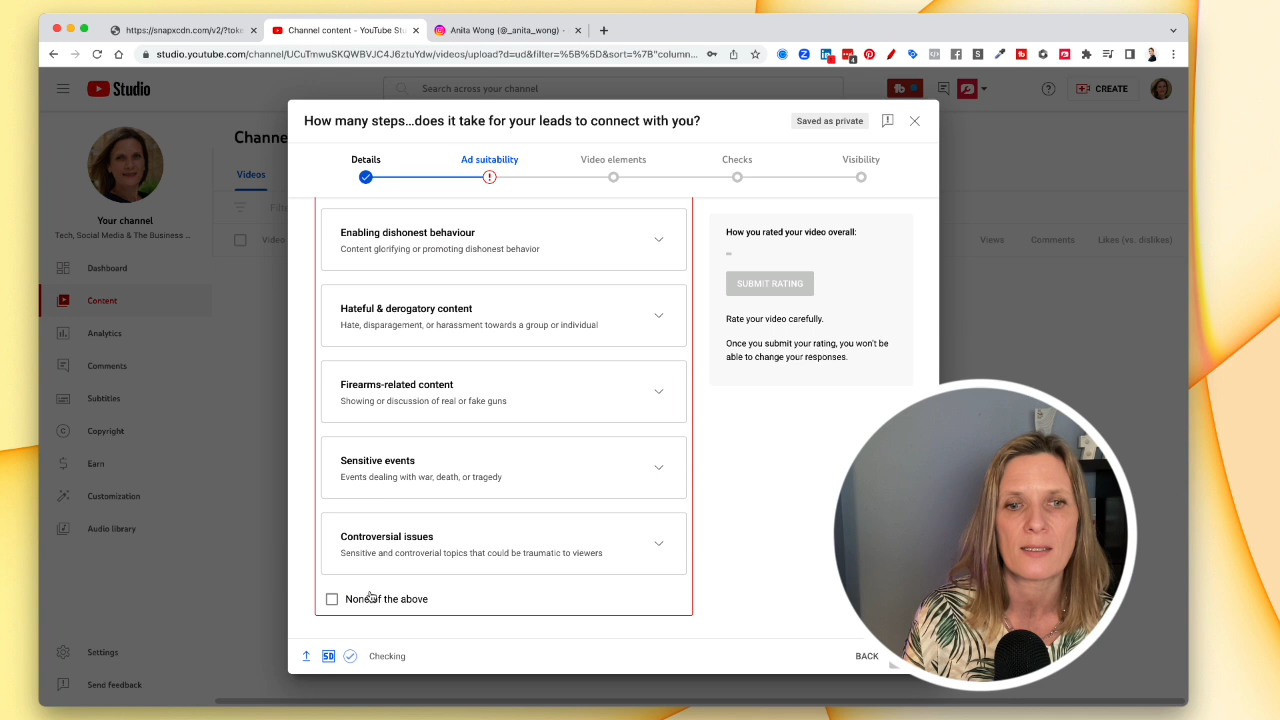 https://snapxcdn.com/v2/?toke
Channel content - YouTube Stu
Anita Wong (@_anita_wong) -
studio.youtube.com/channel/UCuTmwuSKQWBVJC4J6ztuYdw/videos/upload?d=ud&filter=%5B%5D&sort=%7B"column...
Studio
Search across your channel
CREATE
How many steps...does it take for your leads to connect with you?
Saved as private
Details
Ad suitability
Video elements
Checks
Visibility
Channe
Videos
Filte
Video
Views
Comments
Likes (vs. dislikes)
Your channel
Tech, Social Media & The Business ...
Dashboard
Content
Analytics
Comments
Subtitles
Copyright
Earn
Customization
Audio library
Settings
Send feedback
Enabling dishonest behaviour
Content glorifying or promoting dishonest behavior
Hateful & derogatory content
Hate, disparagement, or harassment towards a group or individual
Firearms-related content
Showing or discussion of real or fake guns
Sensitive events
Events dealing with war, death, or tragedy
Controversial issues
Sensitive and controverial topics that could be traumatic to viewers
None of the above
How you rated your video overall:
–
SUBMIT RATING
Rate your video carefully.
Once you submit your rating, you won't be
able to change your responses.
SD
Checking
BACK